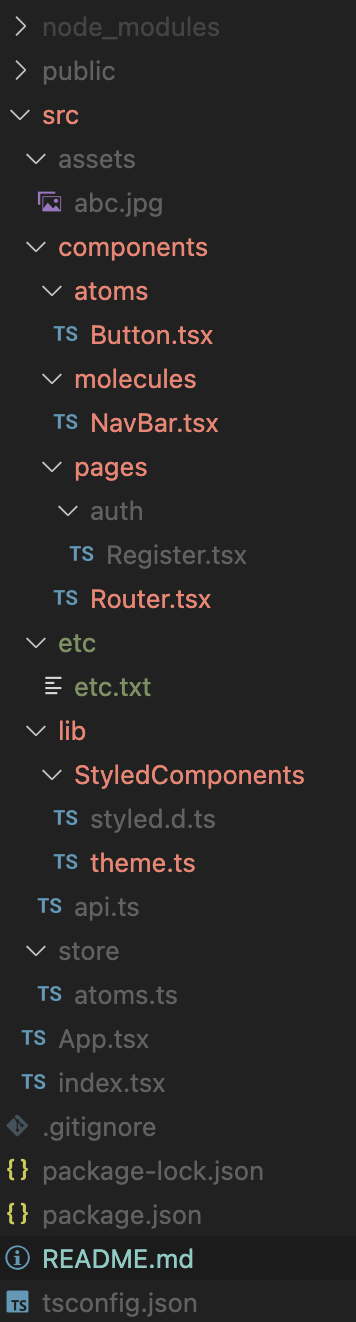 node_modules
public
src
assets
abc.jpg
components
atoms
TS Button.tsx
molecules
TS NavBar.tsx
pages
auth
TS Register.tsx
TS Router.tsx
etc
etc.txt
lib
StyledComponents
TS styled.d.ts
TS theme.ts
TS api.ts
store
TS atoms.ts
TS App.tsx
TS index.tsx
.gitignore
{} package-lock.json
{} package.json
README.md
TS tsconfig.json